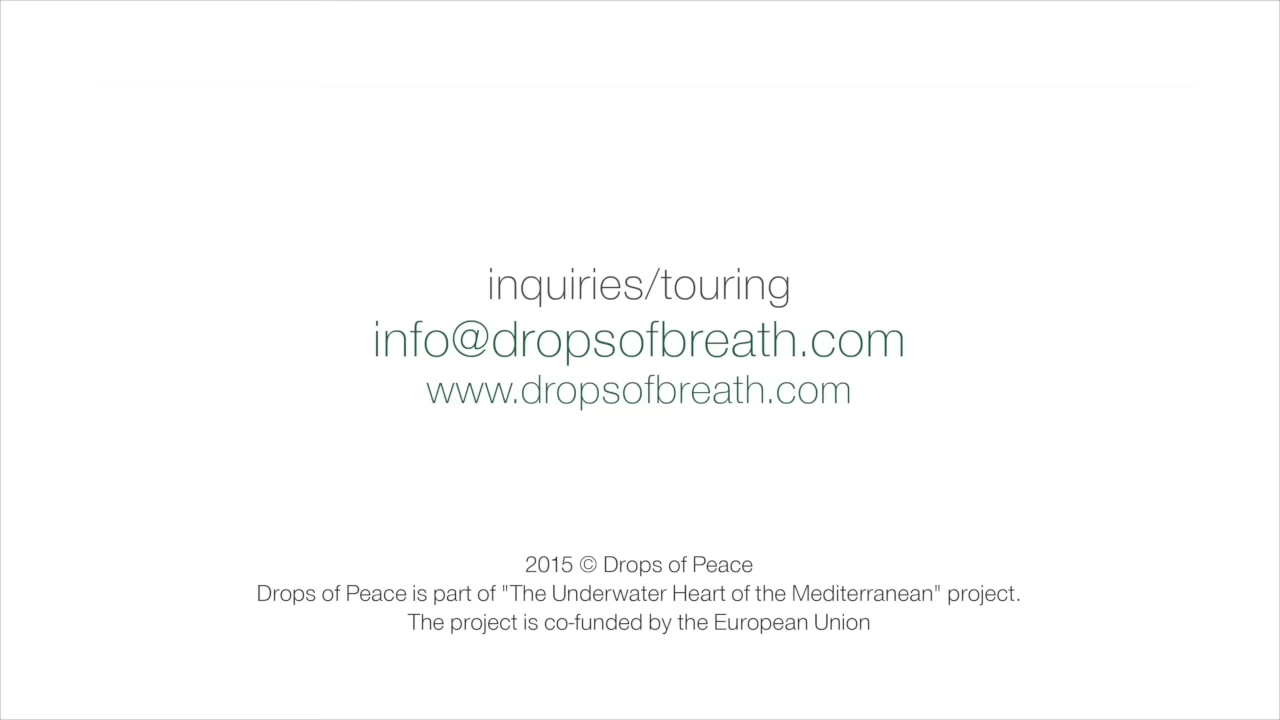 inquiries/touring
info@dropsofbreath.com
www.dropsofbreath.com
2015 © Drops of Peace
Drops of Peace is part of "The Underwater Heart of the Mediterranean" project.
The project is co-funded by the European Union